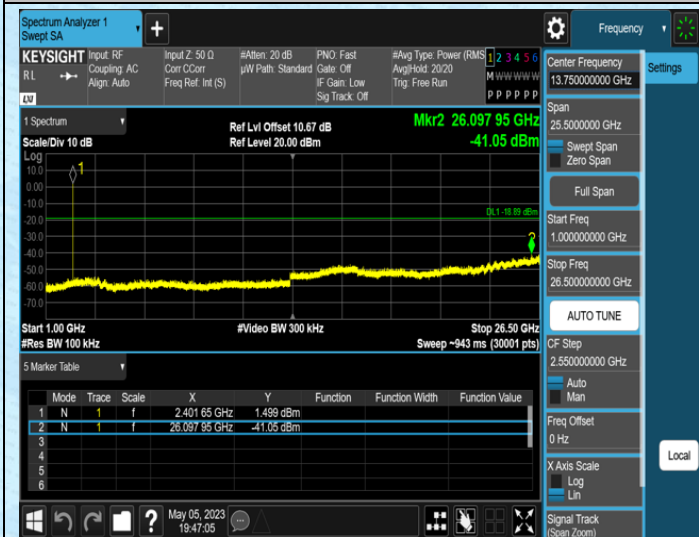 Spectrum Analyzer 1
Swept SA
Frequency
KEYSIGHT
RL
LXI
Input: RF
Coupling: AC
Align: Auto
Input Z: 50 Ω
Corr CCorr
Freq Ref: Int (S)
#Atten: 20 dB
µW Path: Standard
PNO: Fast
Gate: Off
IF Gain: Low
Sig Track: Off
#Avg Type: Power (RMS
Avg|Hold: 20/20
Trig: Free Run
1 2 3 4 5 6
M W W W W W
P P P P P P
Settings
Center Frequency
13.750000000 GHz
Span
25.5000000 GHz
Swept Span
Zero Span
Full Span
Start Freq
1.000000000 GHz
Stop Freq
26.500000000 GHz
AUTO TUNE
CF Step
2.550000000 GHz
Auto
Man
Freq Offset
0 Hz
X Axis Scale
Log
Lin
Signal Track
(Span Zoom)
Local
1 Spectrum
Scale/Div 10 dB
Ref Lvl Offset 10.67 dB
Ref Level 20.00 dBm
Mkr2 26.097 95 GHz
-41.05 dBm
Log
10.0
0.00
-10.0
-20.0
-30.0
-40.0
-50.0
-60.0
-70.0
1
2
DL1 -18.89 dBm
Start 1.00 GHz
#Video BW 300 kHz
Stop 26.50 GHz
#Res BW 100 kHz
Sweep ~943 ms (30001 pts)
5 Marker Table
Mode Trace Scale X Y Function Function Width Function Value
1 N 1 f 2.401 65 GHz 1.499 dBm
2 N 1 f 26.097 95 GHz -41.05 dBm
3
4
5
6
May 05, 2023
19:47:05